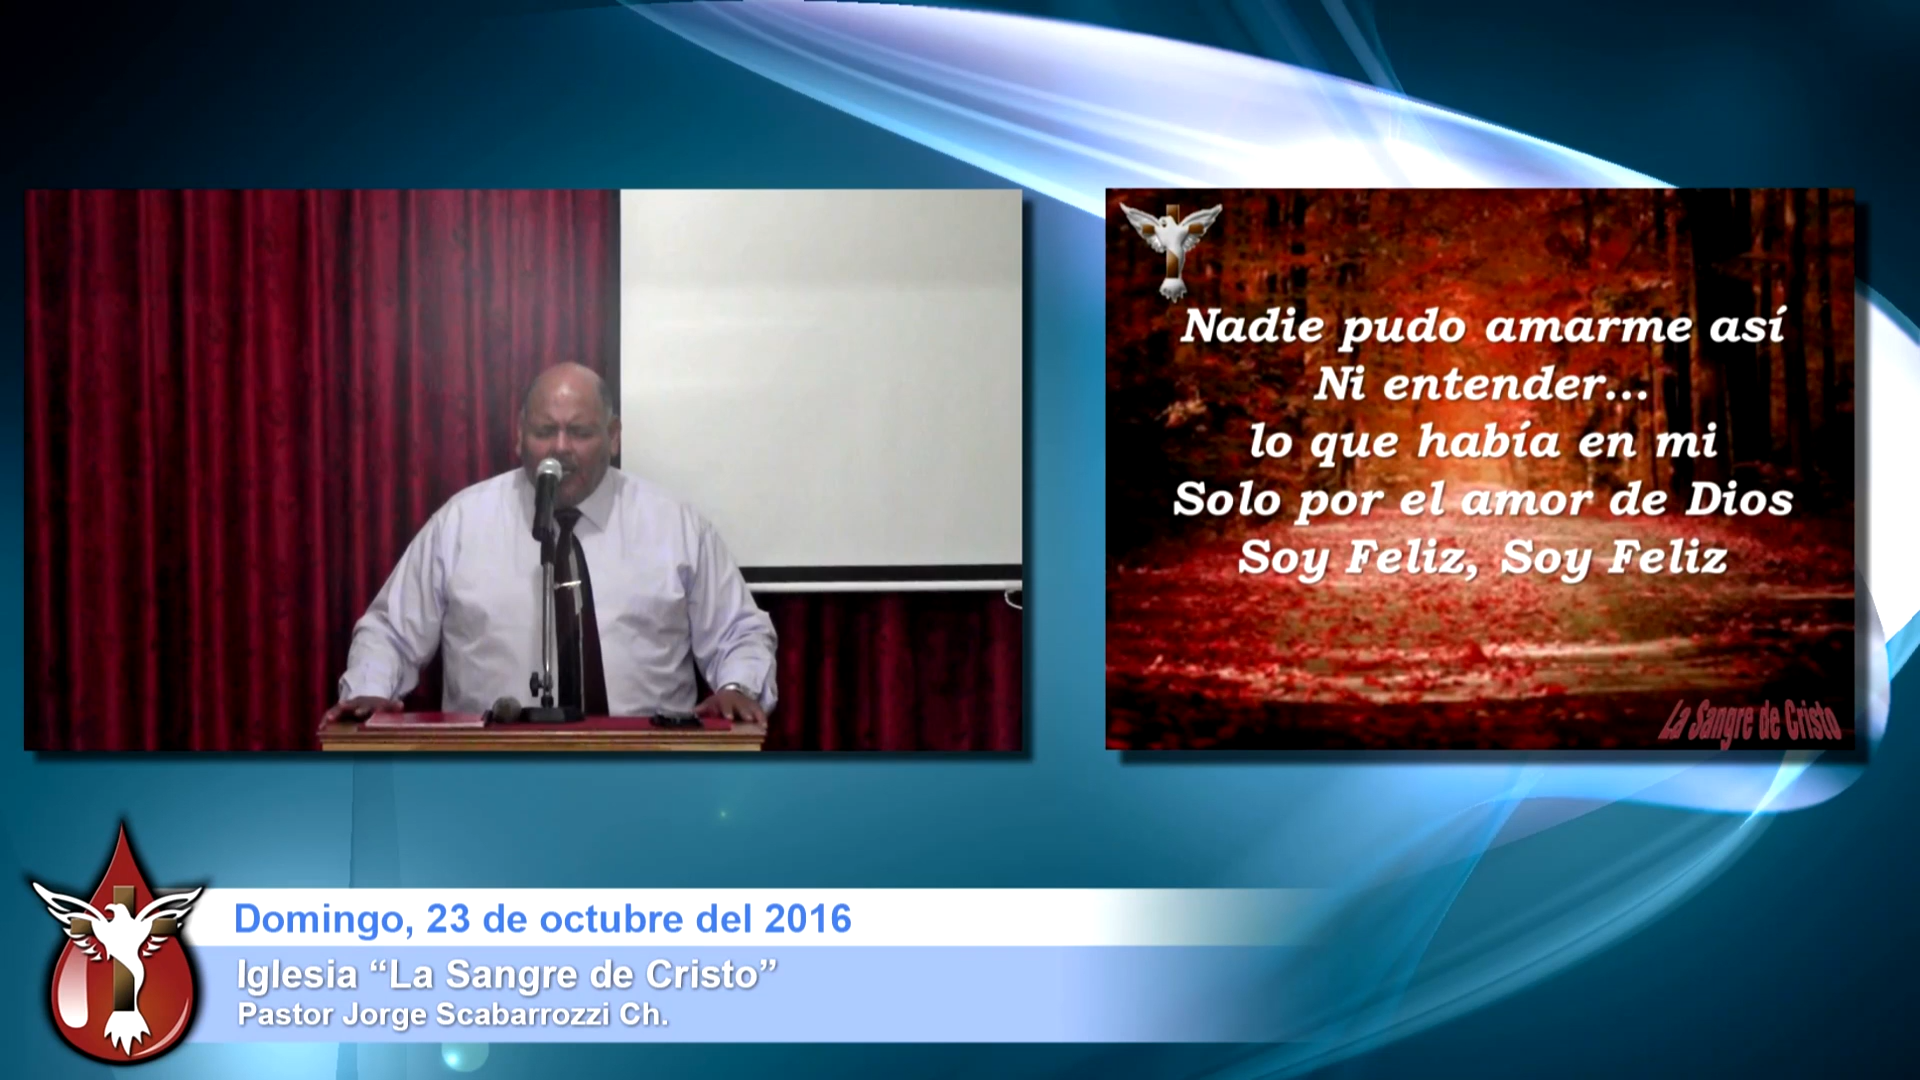 Nadie pudo amarme así
Ni entender...
lo que había en mi
Solo por el amor de Dios
Soy Feliz, Soy Feliz
La Sangre de Cristo
Domingo, 23 de octubre del 2016
Iglesia “La Sangre de Cristo”
Pastor Jorge Scabarrozzi Ch.